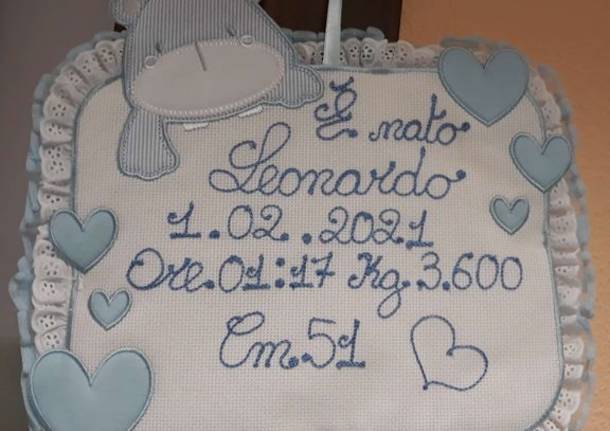 È nato
Leonardo
1.02.2021
Ore.01:17 Kg.3.600
Cm.51